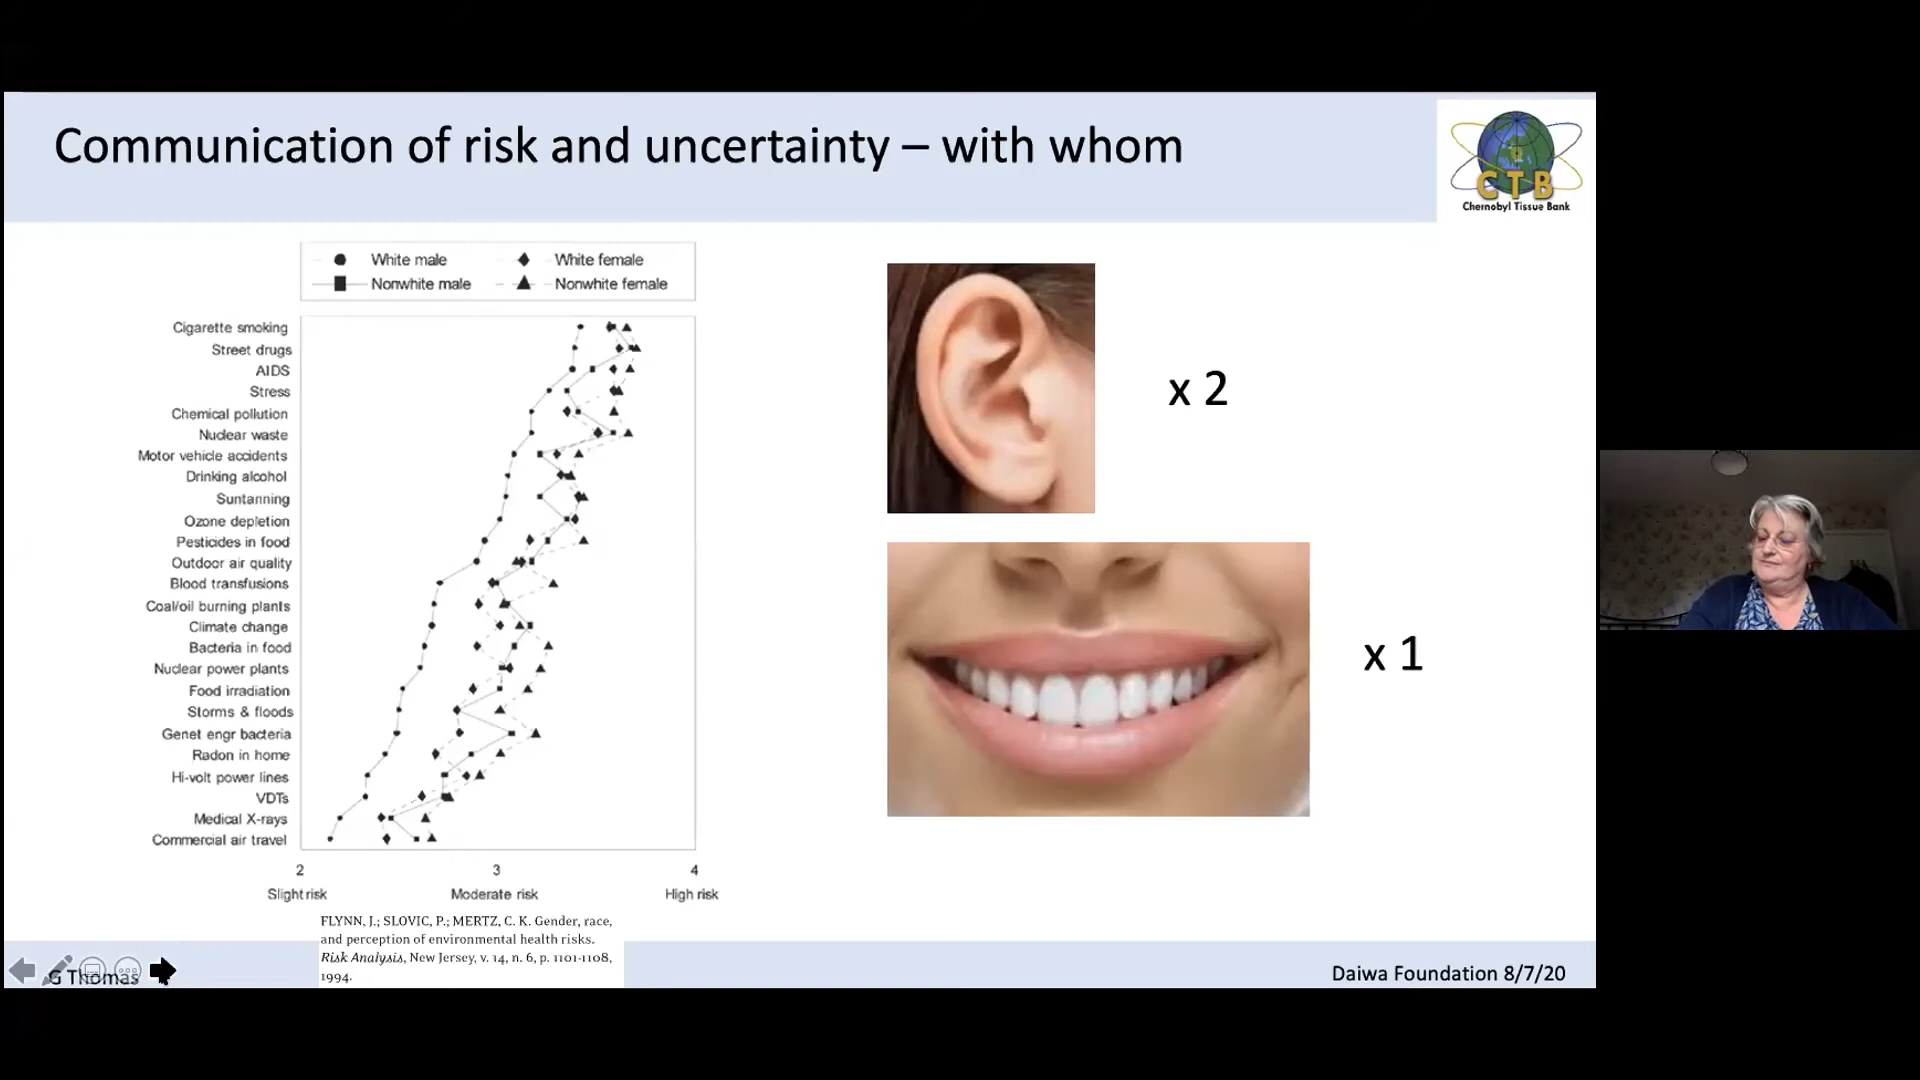 Communication of risk and uncertainty – with whom
CTB
Chernobyl Tissue Bank
White male
White female
Nonwhite male
Nonwhite female
Cigarette smoking
Street drugs
AIDS
Stress
Chemical pollution
Nuclear waste
Motor vehicle accidents
Drinking alcohol
Suntanning
Ozone depletion
Pesticides in food
Outdoor air quality
Blood transfusions
Coal/oil burning plants
Climate change
Bacteria in food
Nuclear power plants
Food irradiation
Storms & floods
Genet engr bacteria
Radon in home
Hi-volt power lines
VDTs
Medical X-rays
Commercial air travel
2
3
4
Slight risk
Moderate risk
High risk
x 2
x 1
FLYNN, J.; SLOVIC, P.; MERTZ, C. K. Gender, race,
and perception of environmental health risks.
Risk Analysis, New Jersey, v. 14, n. 6, p. 1101-1108,
1994.
G Thomas
Daiwa Foundation 8/7/20